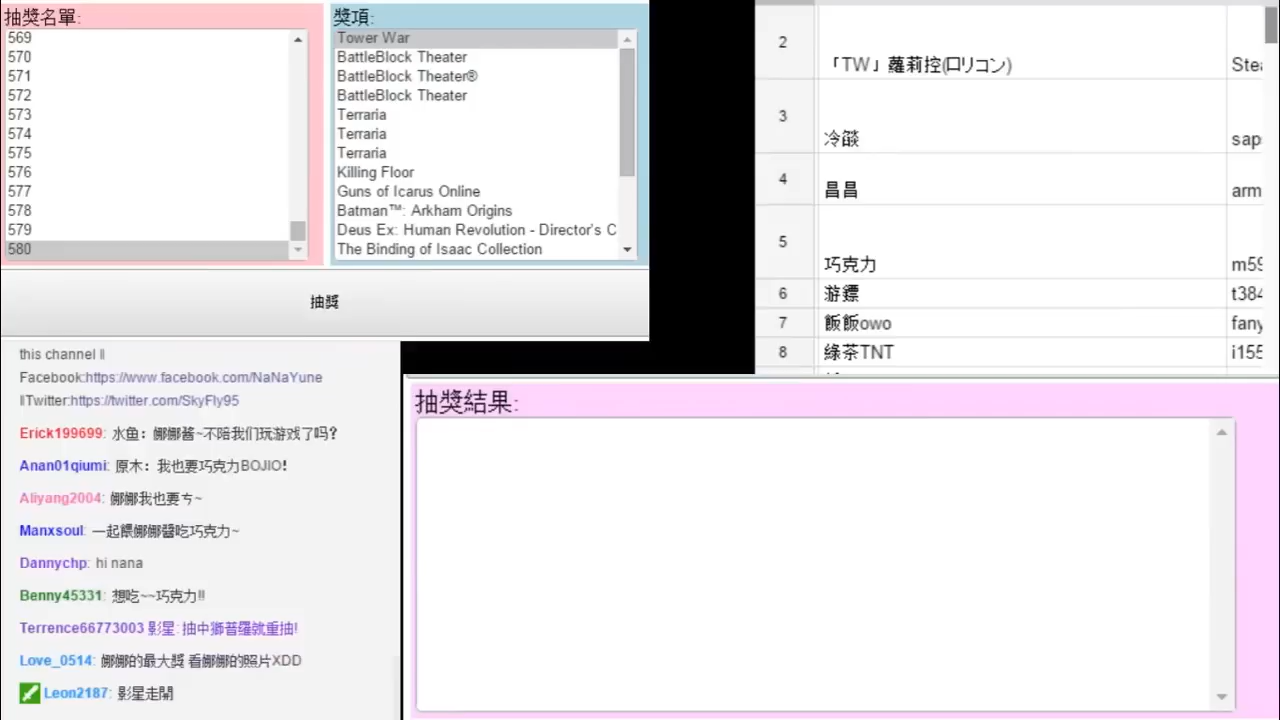 抽獎名單:
569
570
571
572
573
574
575
576
577
578
579
580
獎項:
Tower War
BattleBlock Theater
BattleBlock Theater®
BattleBlock Theater
Terraria
Terraria
Terraria
Killing Floor
Guns of Icarus Online
Batman™: Arkham Origins
Deus Ex: Human Revolution - Director's C
The Binding of Isaac Collection
抽獎
2 「TW」蘿莉控(ロリコン) Stea
3 冷燄 sap
4 昌昌 arm
5 巧克力 m59
6 游鏢 t384
7 飯飯owo fany
8 綠茶TNT i155
this channel ‖
Facebook:https://www.facebook.com/NaNaYune
‖Twitter:https://twitter.com/SkyFly95
Erick199699: 水鱼：娜娜酱~不陪我们玩游戏了吗?
Anan01qiumi: 原木：我也要巧克力BOJIO!
Aliyang2004: 娜娜我也要ㄘ~
Manxsoul: 一起餵娜娜醬吃巧克力~
Dannychp: hi nana
Benny45331: 想吃~~巧克力!!
Terrence66773003 影星:抽中獅普羅就重抽!
Love_0514: 娜娜的最大獎 看娜娜的照片XDD
Leon2187: 影星走開
抽獎結果: